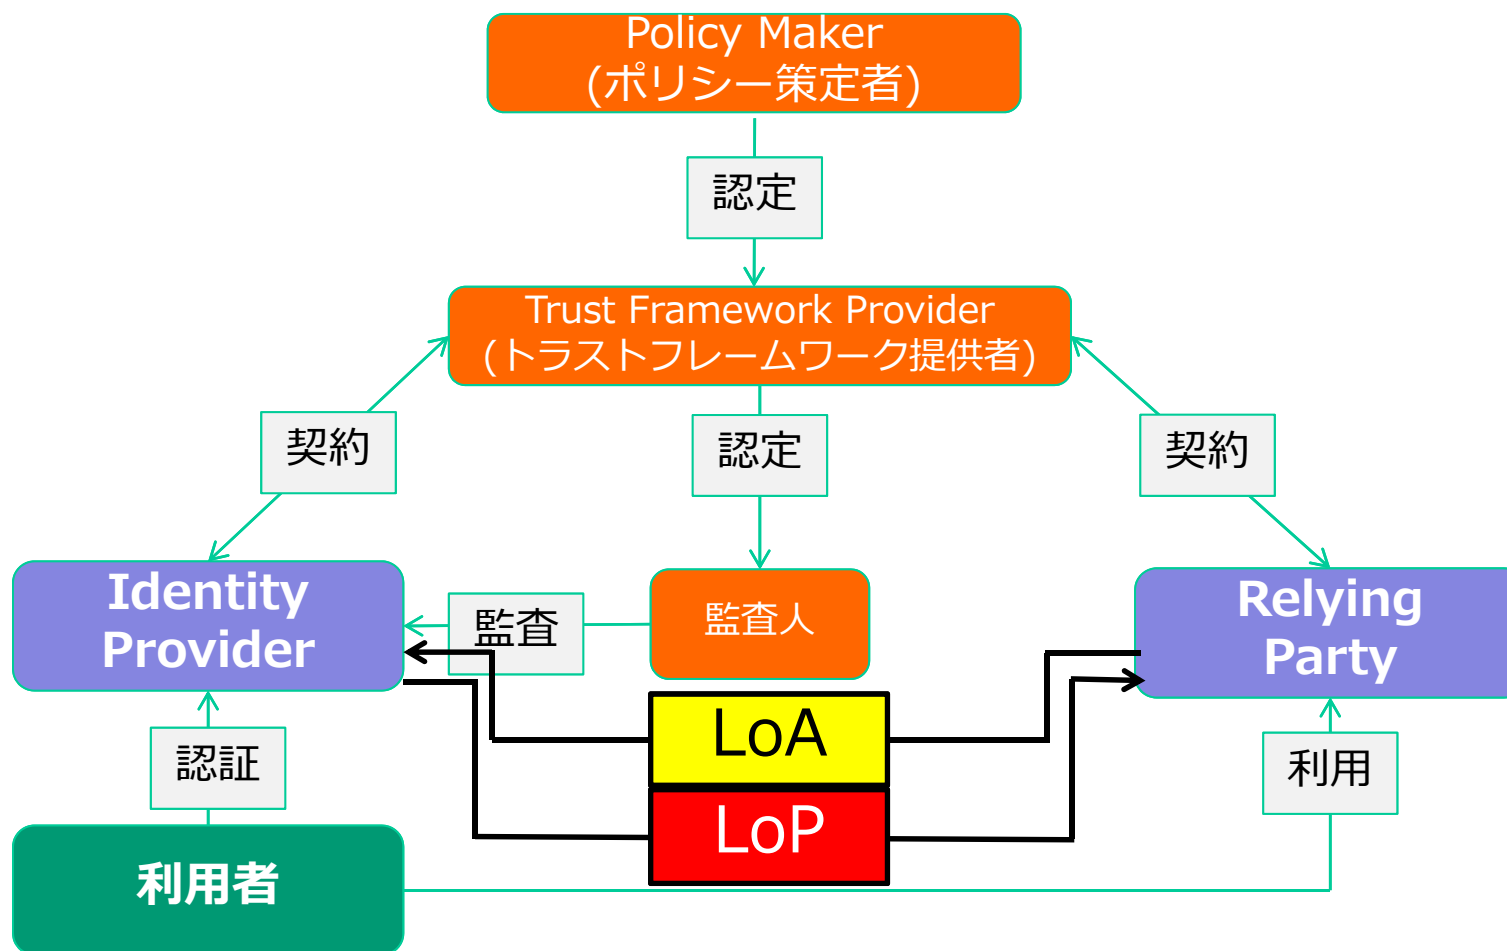 Policy Maker
(ポリシー策定者)
認定
Trust Framework Provider
(トラストフレームワーク提供者)
契約
認定
契約
Identity
Provider
監査
監査人
Relying
Party
LoA
認証
利用
LoP
利用者